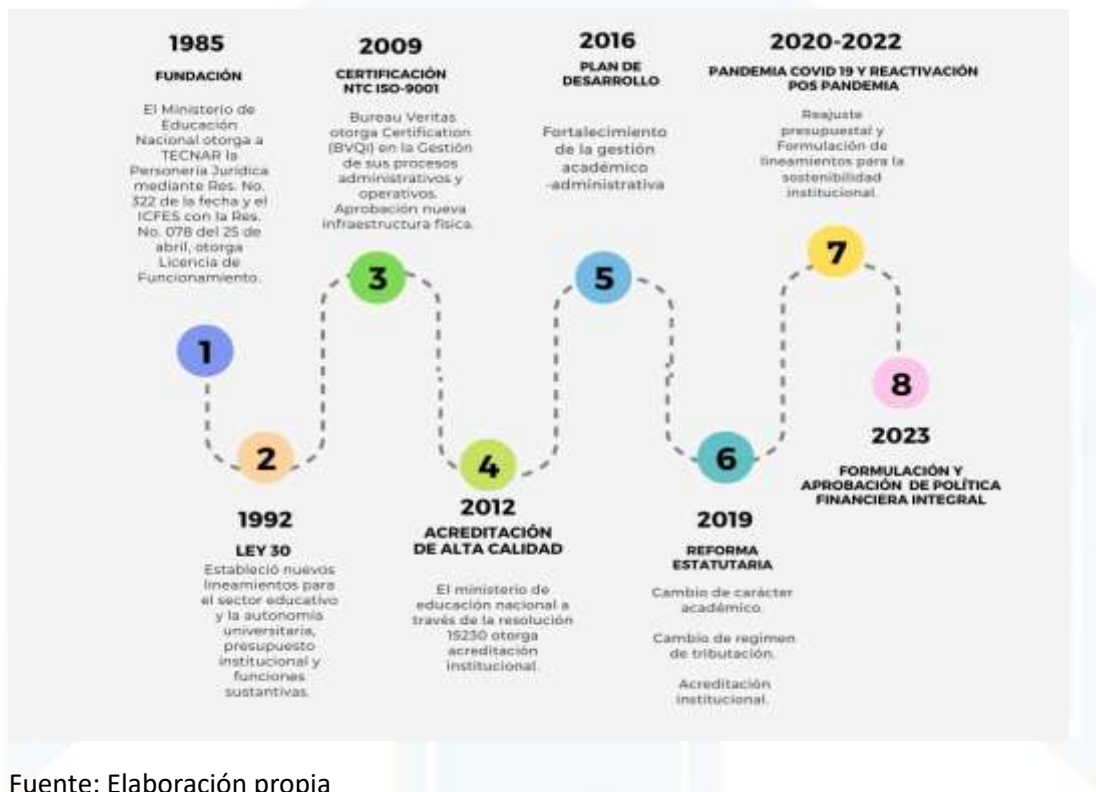 1985
FUNDACIÓN
El Ministerio de
Educación
Nacional otorga a
TECNAR la
Personería Jurídica
mediante Res. No.
322 de la fecha y el
ICFES con la Res.
No. 078 del 25 de
abril, otorga
Licencia de
Funcionamiento.
1
2
1992
LEY 30
Estableció nuevos
lineamientos para
el sector educativo
y la autonomía
universitaria,
presupuesto
institucional y
funciones
sustantivas.
2009
CERTIFICACIÓN
NTC ISO-9001
Bureau Veritas
otorga Certification
(BVQi) en la Gestión
de sus procesos
administrativos y
operativos.
Aprobación nueva
infraestructura física.
3
4
2012
ACREDITACIÓN
DE ALTA CALIDAD
El ministerio de
educación nacional a
través de la resolución
15230 otorga
acreditación
institucional.
2016
PLAN DE
DESARROLLO
Fortalecimiento
de la gestión
académico
-administrativa
5
6
2019
REFORMA
ESTATUTARIA
Cambio de carácter
académico.
Cambio de regimen
de tributación.
Acreditación
institucional.
2020-2022
PANDEMIA COVID 19 Y REACTIVACIÓN
POS PANDEMIA
Reajuste
presupuestal y
Formulación de
lineamientos para la
sostenibilidad
institucional.
7
8
2023
FORMULACIÓN Y
APROBACIÓN DE POLÍTICA
FINANCIERA INTEGRAL
Fuente: Elaboración propia